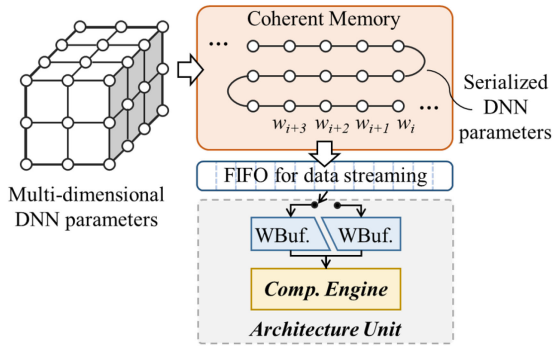 Coherent Memory
...
Serialized
DNN
parameters
...
w_{i+3} w_{i+2} w_{i+1} w_i
Multi-dimensional
DNN parameters
FIFO for data streaming
WBuf. WBuf.
Comp. Engine
Architecture Unit